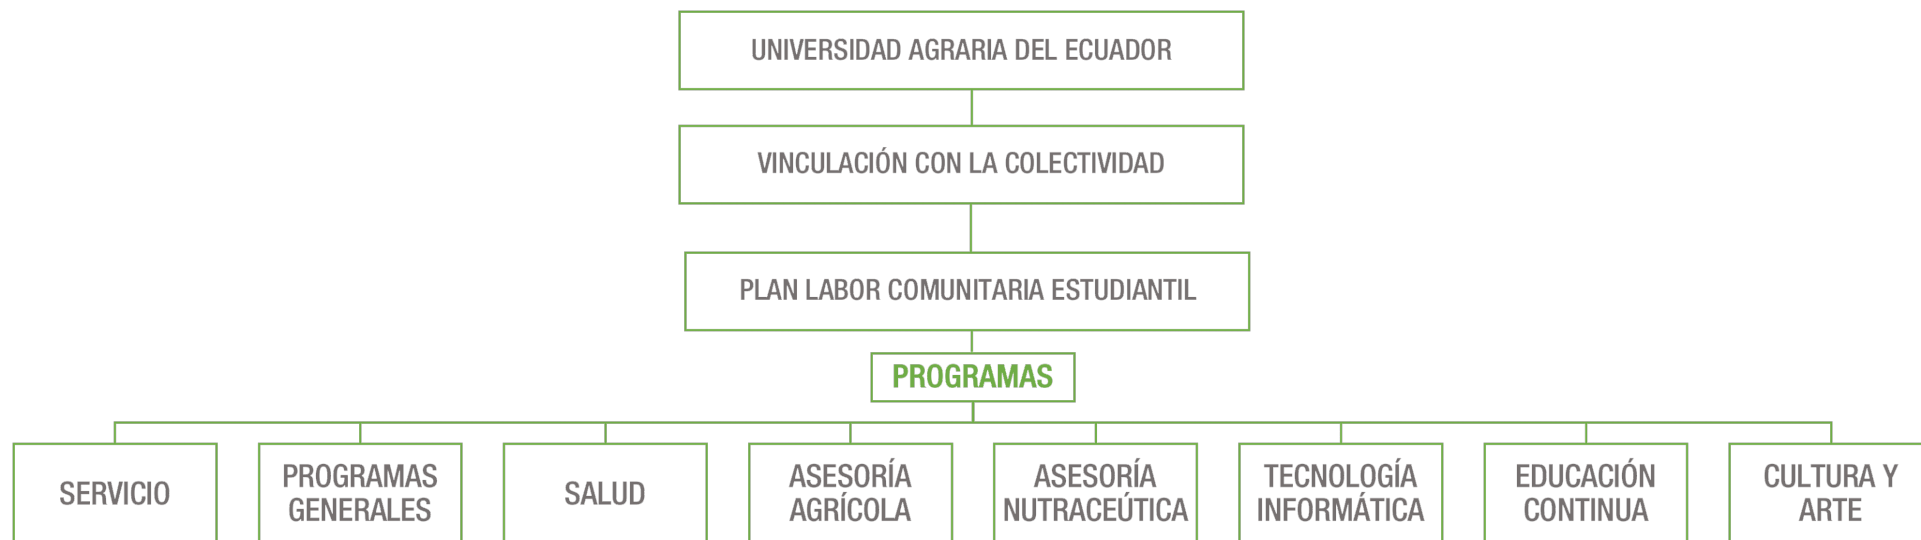 UNIVERSIDAD AGRARIA DEL ECUADOR
VINCULACIÓN CON LA COLECTIVIDAD
PLAN LABOR COMUNITARIA ESTUDIANTIL
PROGRAMAS
SERVICIO
PROGRAMAS
GENERALES
SALUD
ASESORÍA
AGRÍCOLA
ASESORÍA
NUTRACEÚTICA
TECNOLOGÍA
INFORMÁTICA
EDUCACIÓN
CONTINUA
CULTURA Y
ARTE